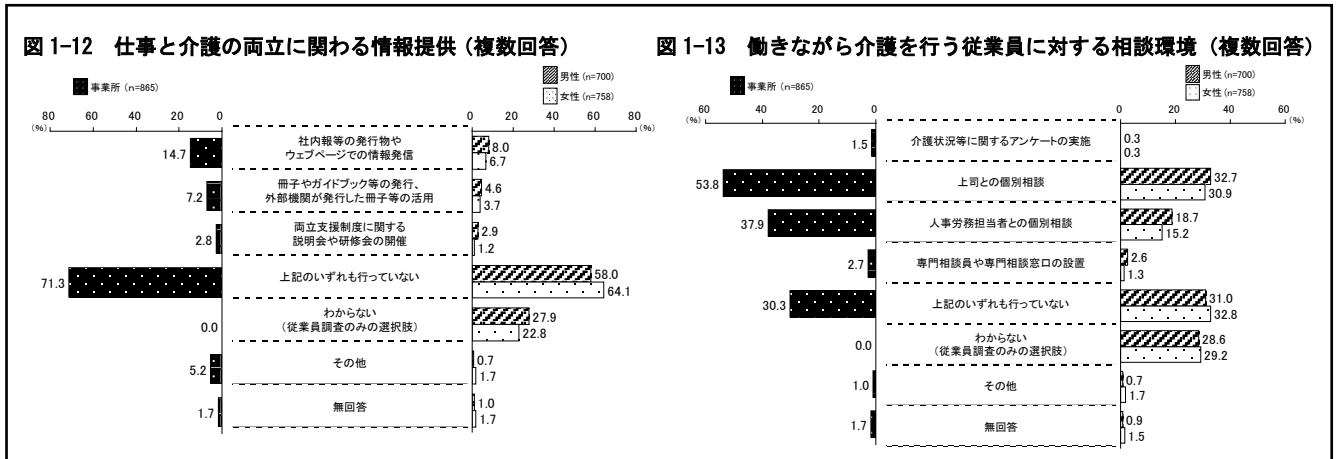 図 1-12 仕事と介護の両立に関わる情報提供（複数回答）
事業所（n=865）
男性（n=700）
女性（n=758）
80 60 40 20 0
(%)
0 20 40 60 80
(%)
14.7
社内報等の発行物や
ウェブページでの情報発信
8.0
6.7
7.2
冊子やガイドブック等の発行、
外部機関が発行した冊子等の活用
4.6
3.7
2.8
両立支援制度に関する
説明会や研修会の開催
2.9
1.2
71.3
上記のいずれも行っていない
58.0
64.1
0.0
わからない
（従業員調査のみの選択肢）
27.9
22.8
5.2
その他
0.7
1.7
1.7
無回答
1.0
1.7
図 1-13 働きながら介護を行う従業員に対する相談環境（複数回答）
事業所（n=865）
男性（n=700）
女性（n=758）
60 40 20 0
(%)
0 20 40 60
(%)
1.5
介護状況等に関するアンケートの実施
0.3
0.3
53.8
上司との個別相談
32.7
30.9
37.9
人事労務担当者との個別相談
18.7
15.2
2.7
専門相談員や専門相談窓口の設置
2.6
1.3
30.3
上記のいずれも行っていない
31.0
32.8
0.0
わからない
（従業員調査のみの選択肢）
28.6
29.2
1.0
その他
0.7
1.7
1.7
無回答
0.9
1.5